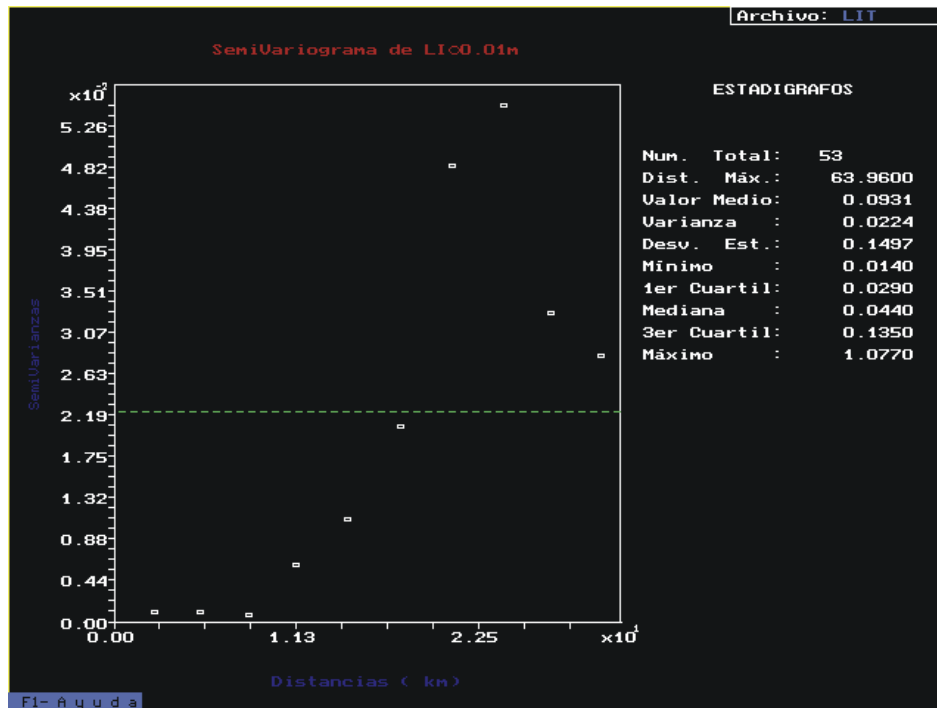 Archivo: LIT
SemiVariograma de LI○0.01m
x10-2
5.26
4.82
4.38
3.95
3.51
3.07
2.63
2.19
1.75
1.32
0.88
0.44
0.00
SemiVarianzas
0.00 1.13 2.25 x101
Distancias ( km)
ESTADIGRAFOS
Num. Total: 53
Dist. Máx.: 63.9600
Valor Medio: 0.0931
Varianza : 0.0224
Desv. Est.: 0.1497
Mínimo : 0.0140
1er Cuartil: 0.0290
Mediana : 0.0440
3er Cuartil: 0.1350
Máximo : 1.0770
F1- A y u d a